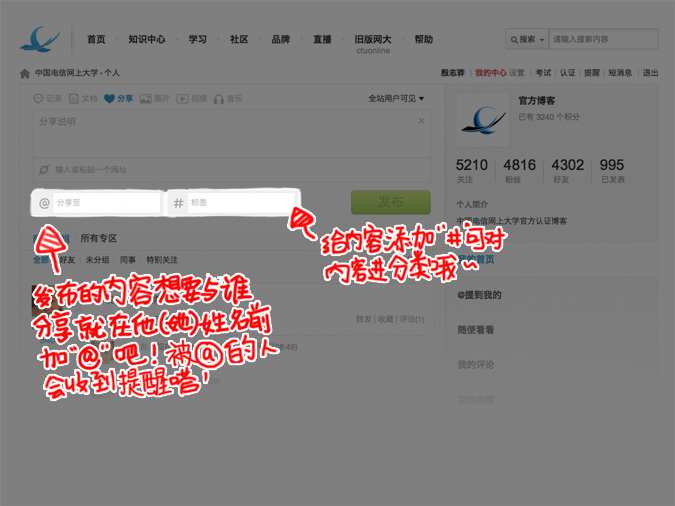 首页 知识中心 学习 社区 品牌 直播 旧版网大 帮助
ctuonline
搜索 请输入搜索内容
中国电信网上大学 › 个人
殷志骅 我的中心 设置 考试 认证 提醒 短消息 退出
记录 文档 分享 图片 视频 音乐 全站用户可见
分享说明
输入或粘贴一个网址
@ 分享至 # 标签 发布
官方博客
已有 3240 个积分
5210 4816 4302 995
关注 粉丝 好友 已发表
个人简介
中国电信网上大学官方认证博客
所有专区
全部 好友 未分组 同事 特别关注
给内容添加"#"可对
内容进行分类哦~
发布的内容想要与谁
分享就在他(她)姓名前
加"@"吧!被@的人
会收到提醒喏!
转发 | 收藏 | 评论(1)
06:46)
我的首页
@提到我的
随便看看
我的评论
我的收藏